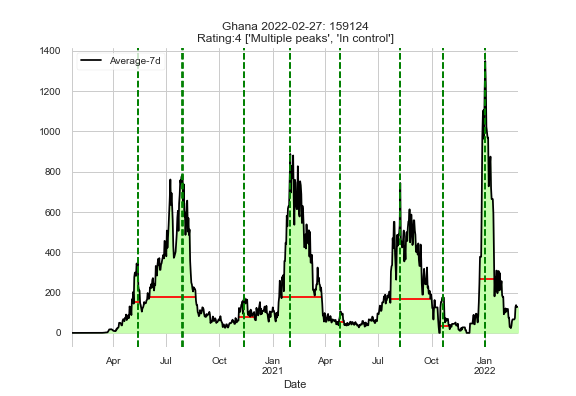 Ghana 2022-02-27: 159124
Rating:4 ['Multiple peaks', 'In control']
1400
Average-7d
1200
1000
800
600
400
200
0
Apr Jul Oct Jan Apr Jul Oct Jan
2021 2022
Date